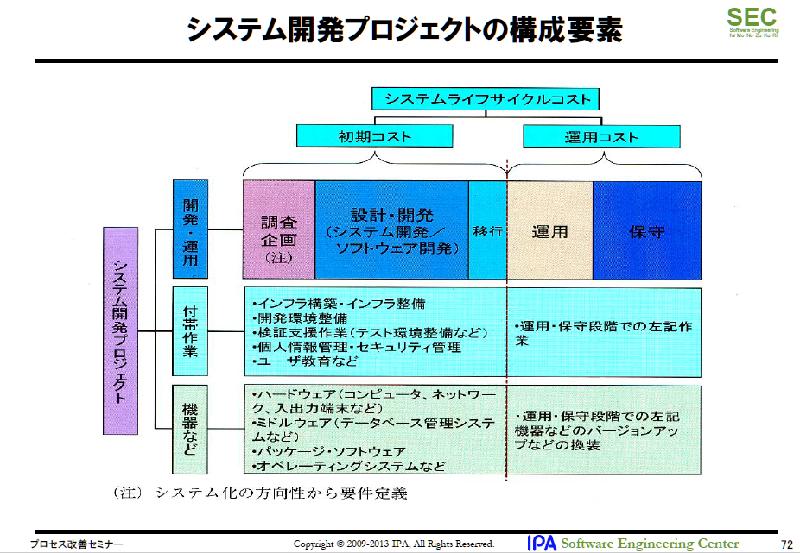 システム開発プロジェクトの構成要素
SEC
Software Engineering
システムライフサイクルコスト
初期コスト
運用コスト
開発・運用
調査
企画
(注)
設計・開発
(システム開発/
ソフトウェア開発)
移行
運用
保守
システム開発プロジェクト
付帯作業
・インフラ構築・インフラ整備
・開発環境整備
・検証支援作業(テスト環境整備など)
・個人情報管理・セキュリティ管理
・ユーザ教育など
・運用・保守段階での左記作
業
機器など
・ハードウェア(コンピュータ、ネットワー
ク、入出力端末など)
・ミドルウェア(データベース管理システ
ムなど)
・パッケージ・ソフトウェア
・オペレーティングシステムなど
・運用・保守段階での左記
機器などのバージョンアッ
プなどの換装
(注) システム化の方向性から要件定義
プロセス改善セミナー
Copyright © 2009-2013 IPA, All Rights Reserved.
IPA Software Engineering Center
72